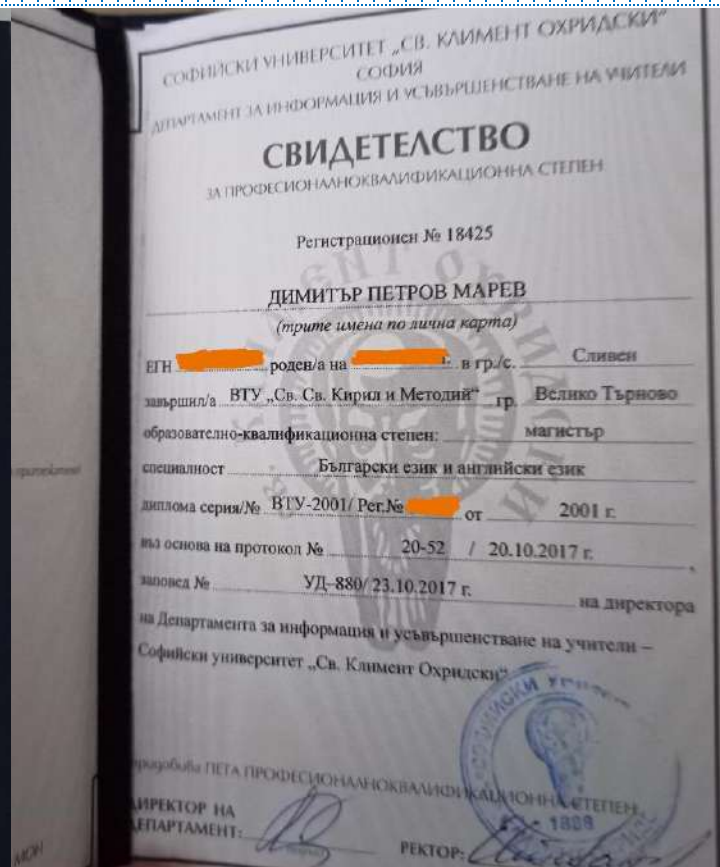 СОФИЙСКИ УНИВЕРСИТЕТ „СВ. КЛИМЕНТ ОХРИДСКИ“
СОФИЯ
ДЕПАРТАМЕНТ ЗА ИНФОРМАЦИЯ И УСЪВЪРШЕНСТВАНЕ НА УЧИТЕЛИ
СВИДЕТЕЛСТВО
ЗА ПРОФЕСИОНАЛНОКВАЛИФИКАЦИОННА СТЕПЕН
Регистрационен № 18425
ДИМИТЪР ПЕТРОВ МАРЕВ
(трите имена по лична карта)
ЕГН роден/а на в гр./с. Сливен
завършил/а ВТУ „Св. Св. Кирил и Методий“ гр. Велико Търново
образователно-квалификационна степен: магистър
специалност Български език и английски език
диплома серия/№ ВТУ-2001/ Рег.№ от 2001 г.
въз основа на протокол № 20-52 / 20.10.2017 г.
заповед № УД-880/ 23.10.2017 г. на директора
на Департамента за информация и усъвършенстване на учители –
Софийски университет „Св. Климент Охридски“
придобива ПЕТА ПРОФЕСИОНАЛНОКВАЛИФИКАЦИОННА СТЕПЕН
ДИРЕКТОР НА
ДЕПАРТАМЕНТ:
РЕКТОР:
1888
МОН